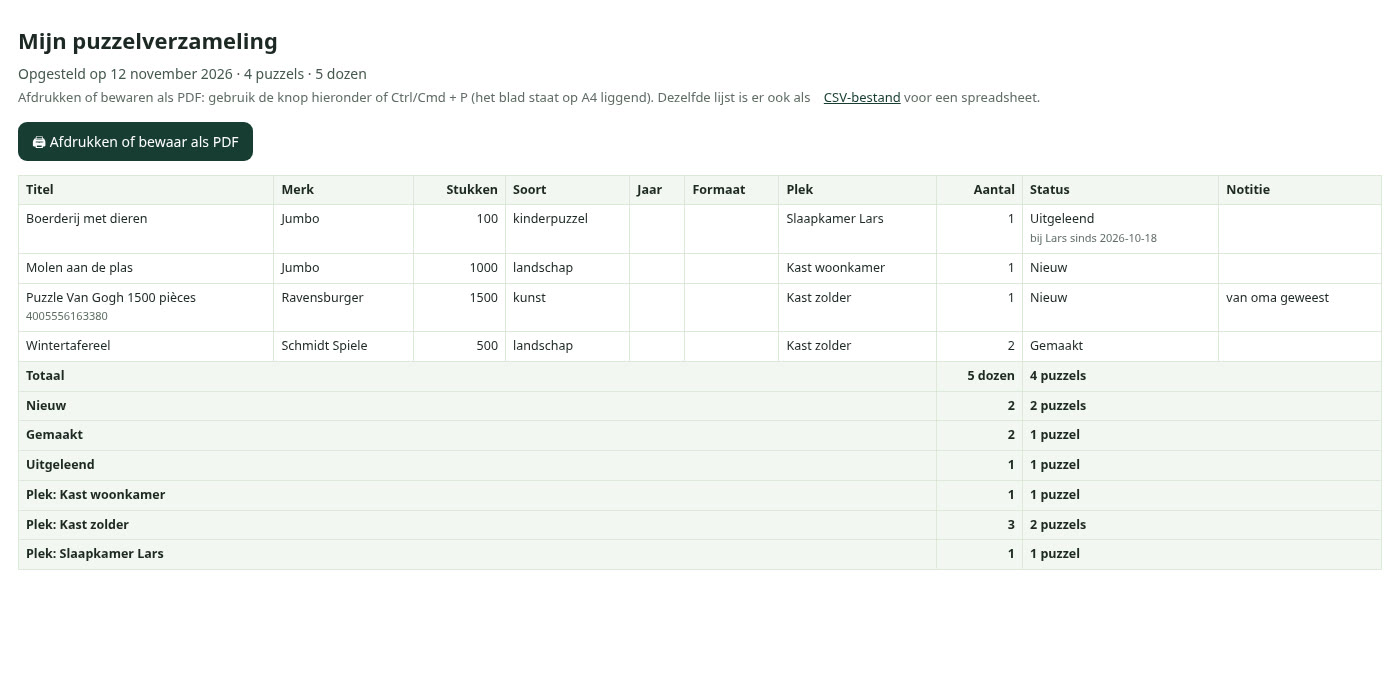 Mijn puzzelverzameling
Opgesteld op 12 november 2026 · 4 puzzels · 5 dozen
Afdrukken of bewaren als PDF: gebruik de knop hieronder of Ctrl/Cmd + P (het blad staat op A4 liggend). Dezelfde lijst is er ook als CSV-bestand voor een spreadsheet.
🖨 Afdrukken of bewaar als PDF
Titel Merk Stukken Soort Jaar Formaat Plek Aantal Status Notitie
Boerderij met dieren Jumbo 100 kinderpuzzel Slaapkamer Lars 1 Uitgeleend
bij Lars sinds 2026-10-18
Molen aan de plas Jumbo 1000 landschap Kast woonkamer 1 Nieuw
Puzzle Van Gogh 1500 pièces Ravensburger 1500 kunst Kast zolder 1 Nieuw van oma geweest
4005556163380
Wintertafereel Schmidt Spiele 500 landschap Kast zolder 2 Gemaakt
Totaal 5 dozen 4 puzzels
Nieuw 2 2 puzzels
Gemaakt 2 1 puzzel
Uitgeleend 1 1 puzzel
Plek: Kast woonkamer 1 1 puzzel
Plek: Kast zolder 3 2 puzzels
Plek: Slaapkamer Lars 1 1 puzzel